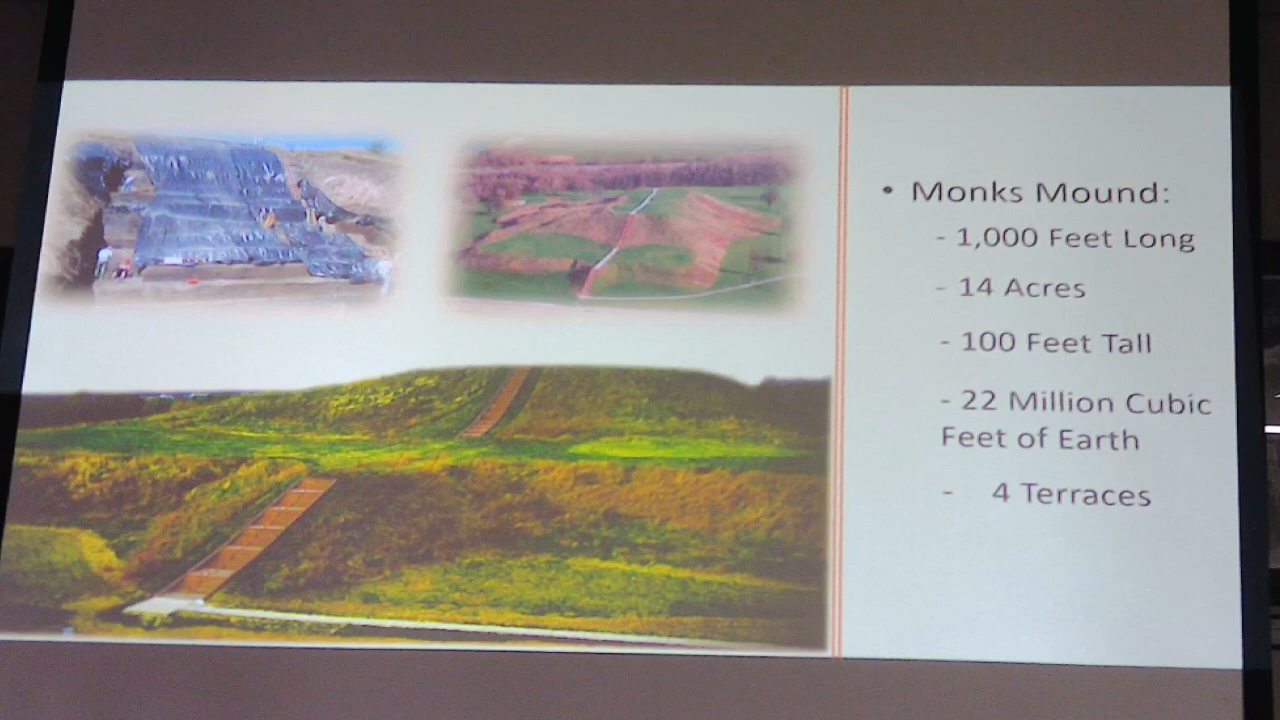 • Monks Mound:
- 1,000 Feet Long
- 14 Acres
- 100 Feet Tall
- 22 Million Cubic
Feet of Earth
- 4 Terraces